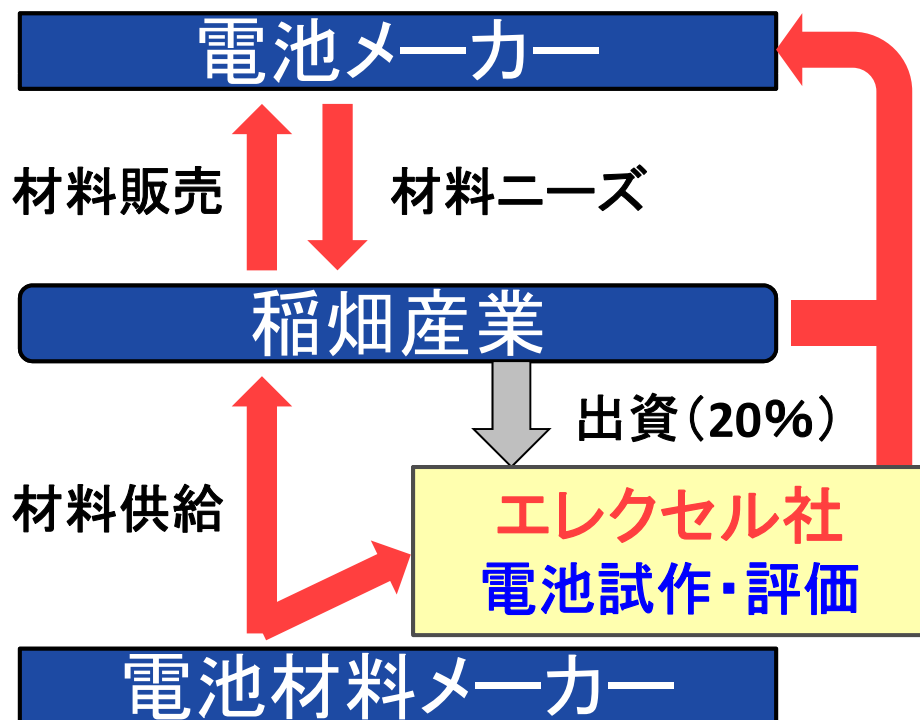 電池メーカー
材料販売
材料ニーズ
稲畑産業
出資(20%)
材料供給
エレクセル社
電池試作・評価
電池材料メーカー